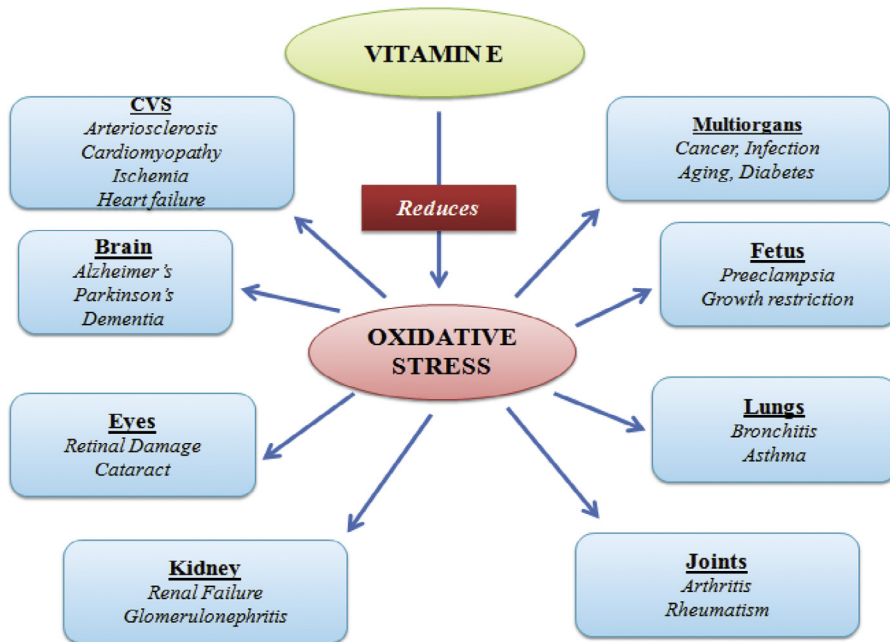 VITAMIN E
CVS
Arteriosclerosis
Cardiomyopathy
Ischemia
Heart failure
Multiorgans
Cancer, Infection
Aging, Diabetes
Reduces
Brain
Alzheimer's
Parkinson's
Dementia
Fetus
Preeclampsia
Growth restriction
OXIDATIVE
STRESS
Eyes
Retinal Damage
Cataract
Lungs
Bronchitis
Asthma
Kidney
Renal Failure
Glomerulonephritis
Joints
Arthritis
Rheumatism